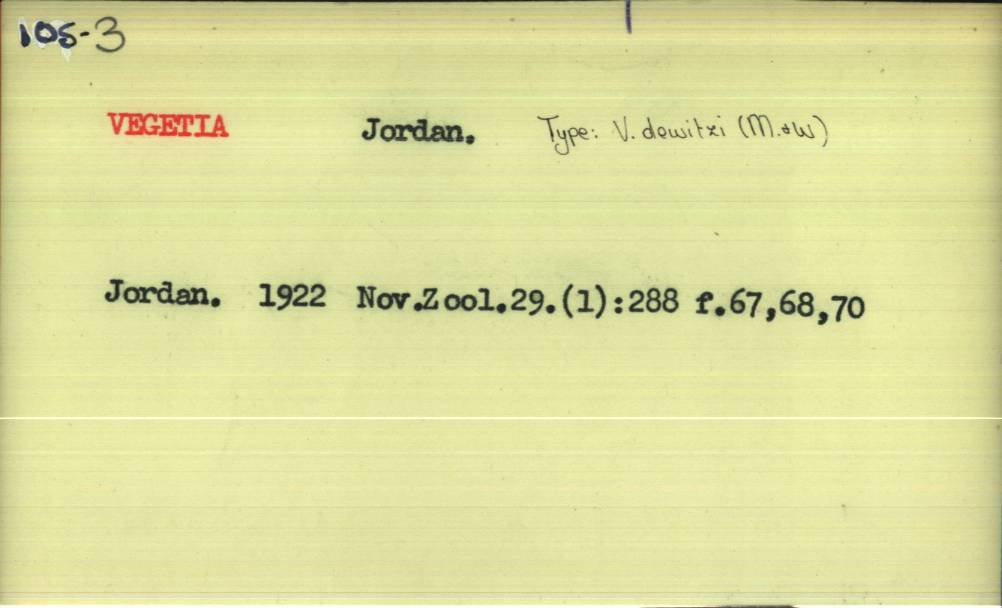 105-3
VEGETIA Jordan. Type: V. dewitzi (M.&W)
Jordan. 1922 Nov.Zool.29.(1):288 f.67,68,70